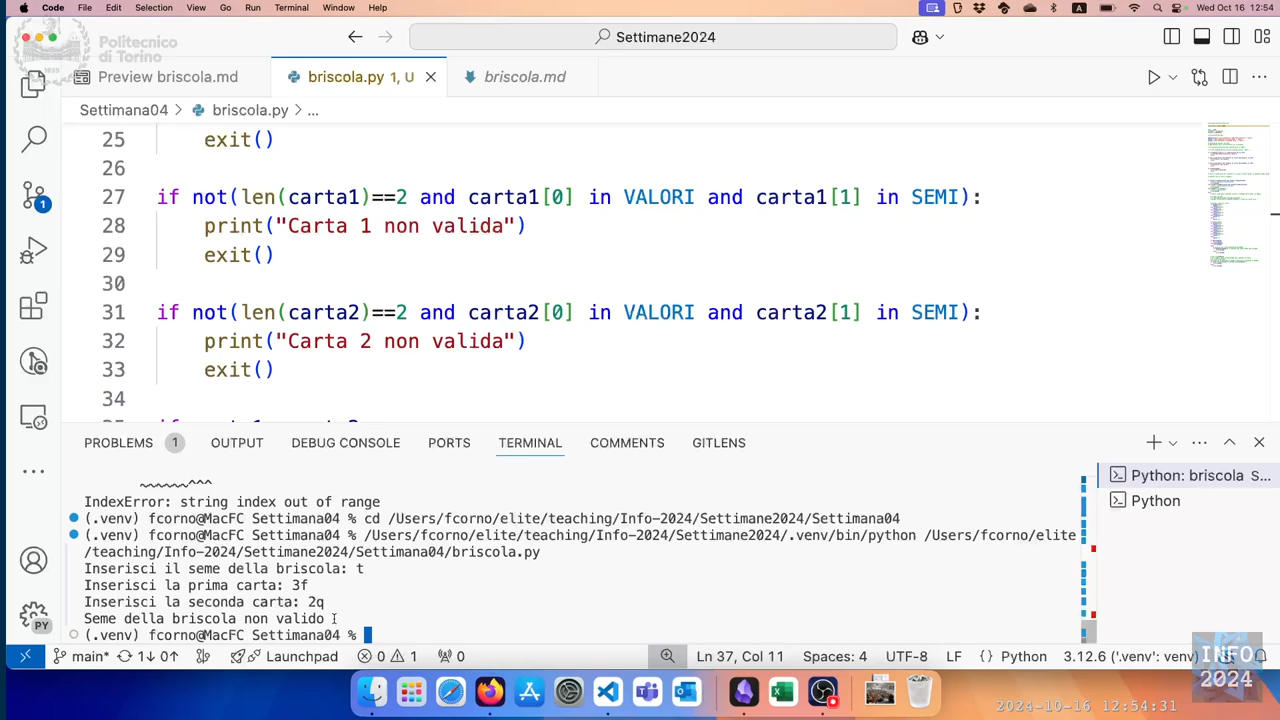 Code File Edit Selection View Go Run Terminal Window Help Wed Oct 16 12:54
Politecnico
di Torino
Settimane2024
Preview briscola.md briscola.py 1, U briscola.md
Settimana04 > briscola.py > ...
25 exit()
26
27 if not(len(carta1)==2 and carta1[0] in VALORI and carta1[1] in SEMI):
28 print("Carta 1 non valida")
29 exit()
30
31 if not(len(carta2)==2 and carta2[0] in VALORI and carta2[1] in SEMI):
32 print("Carta 2 non valida")
33 exit()
34
PROBLEMS 1 OUTPUT DEBUG CONSOLE PORTS TERMINAL COMMENTS GITLENS
~~~~~~^^^
IndexError: string index out of range
(.venv) fcorno@MacFC Settimana04 % cd /Users/fcorno/elite/teaching/Info-2024/Settimane2024/Settimana04
(.venv) fcorno@MacFC Settimana04 % /Users/fcorno/elite/teaching/Info-2024/Settimane2024/.venv/bin/python /Users/fcorno/elite
/teaching/Info-2024/Settimane2024/Settimana04/briscola.py
Inserisci il seme della briscola: t
Inserisci la prima carta: 3f
Inserisci la seconda carta: 2q
Seme della briscola non valido
(.venv) fcorno@MacFC Settimana04 %
Python: briscola S...
Python
main* 1↓ 0↑ Launchpad 0 1 0 Ln 37, Col 11 Spaces: 4 UTF-8 LF {} Python 3.12.6 ('.venv': venv)
INFO
2024
2024-10-16 12:54:31